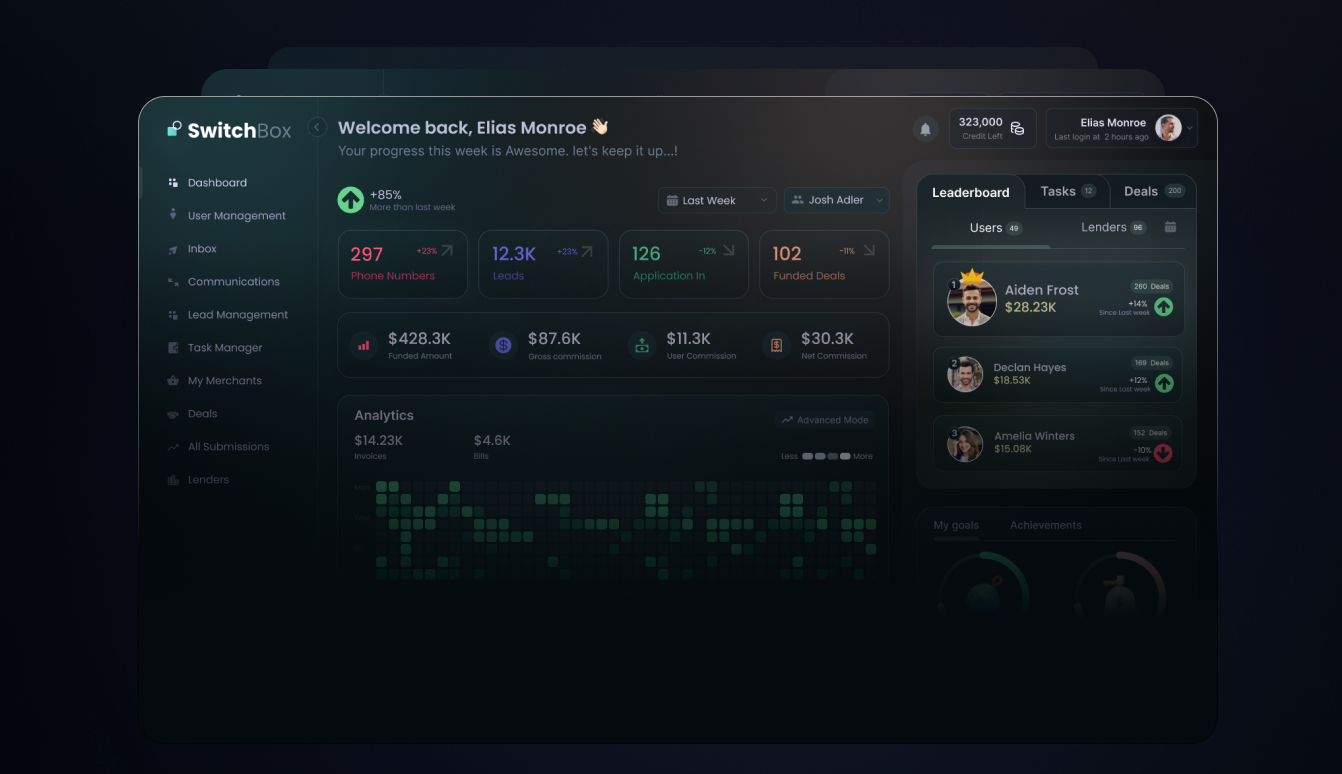 SwitchBox
Dashboard
User Management
Inbox
Communications
Lead Management
Task Manager
My Merchants
Deals
All Submissions
Lenders
Welcome back, Elias Monroe 👋🏻
Your progress this week is Awesome. let's keep it up...!
323,000
Credit Left
Elias Monroe
Last login at 2 hours ago
+85%
More than last week
Last Week
Josh Adler
297 +23%
Phone Numbers
12.3K +23%
Leads
126 -12%
Application In
102 -11%
Funded Deals
$428.3K
Funded Amount
$87.6K
Gross commission
$11.3K
User Commission
$30.3K
Net Commission
Analytics
Advanced Mode
$14.23K
Invoices
$4.6K
Bills
Less More
Leaderboard
Tasks 12
Deals 200
Users 49
Lenders 96
1
Aiden Frost
$28.23K
260 Deals
+14%
Since Last week
2
Declan Hayes
$18.53K
169 Deals
+12%
Since Last week
3
Amelia Winters
$15.08K
152 Deals
-10%
Since Last week
My goals
Achievements